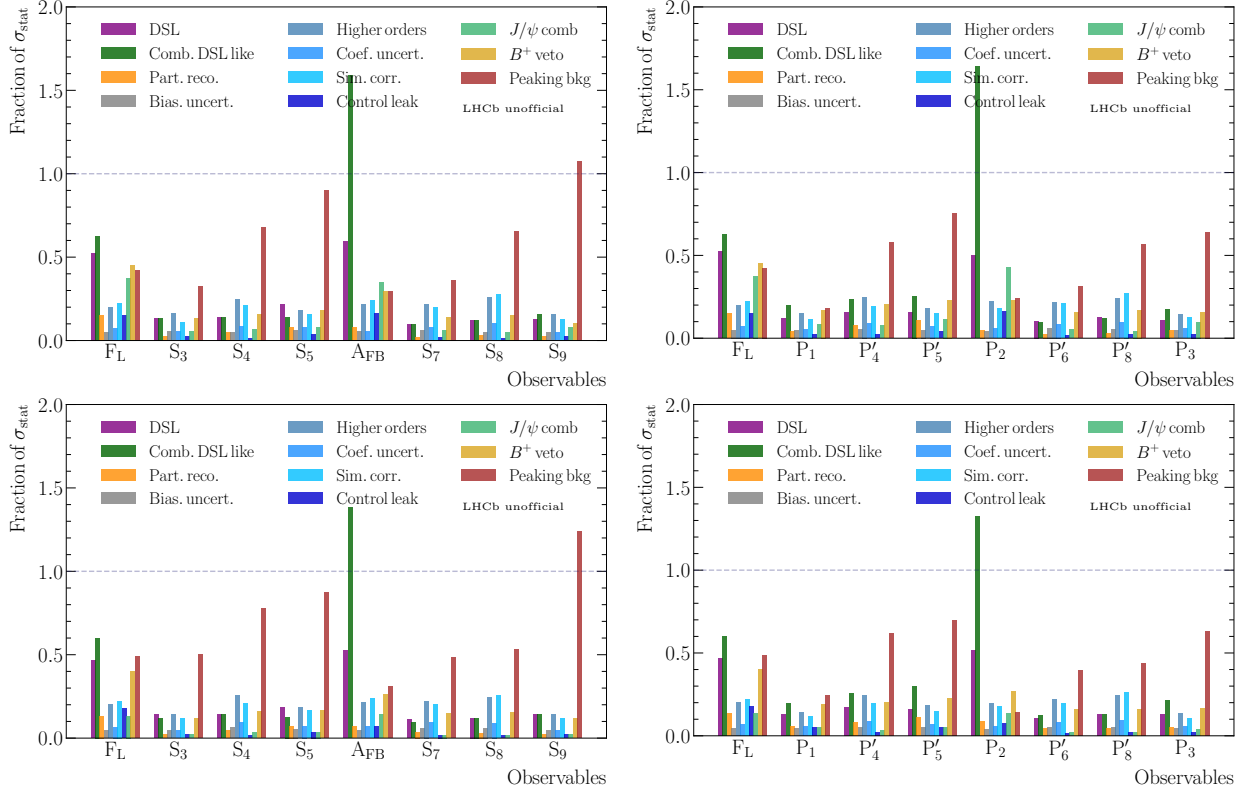 Fraction of σstat
2.0
1.5
1.0
0.5
0.0
DSL
Comb. DSL like
Part. reco.
Bias. uncert.
Higher orders
Coef. uncert.
Sim. corr.
Control leak
J/ψ comb
B⁺ veto
Peaking bkg
LHCb unofficial
FL S3 S4 S5 AFB S7 S8 S9
Observables
Fraction of σstat
2.0
1.5
1.0
0.5
0.0
DSL
Comb. DSL like
Part. reco.
Bias. uncert.
Higher orders
Coef. uncert.
Sim. corr.
Control leak
J/ψ comb
B⁺ veto
Peaking bkg
LHCb unofficial
FL P1 P′4 P′5 P2 P′6 P′8 P3
Observables
Fraction of σstat
2.0
1.5
1.0
0.5
0.0
DSL
Comb. DSL like
Part. reco.
Bias. uncert.
Higher orders
Coef. uncert.
Sim. corr.
Control leak
J/ψ comb
B⁺ veto
Peaking bkg
LHCb unofficial
FL S3 S4 S5 AFB S7 S8 S9
Observables
Fraction of σstat
2.0
1.5
1.0
0.5
0.0
DSL
Comb. DSL like
Part. reco.
Bias. uncert.
Higher orders
Coef. uncert.
Sim. corr.
Control leak
J/ψ comb
B⁺ veto
Peaking bkg
LHCb unofficial
FL P1 P′4 P′5 P2 P′6 P′8 P3
Observables